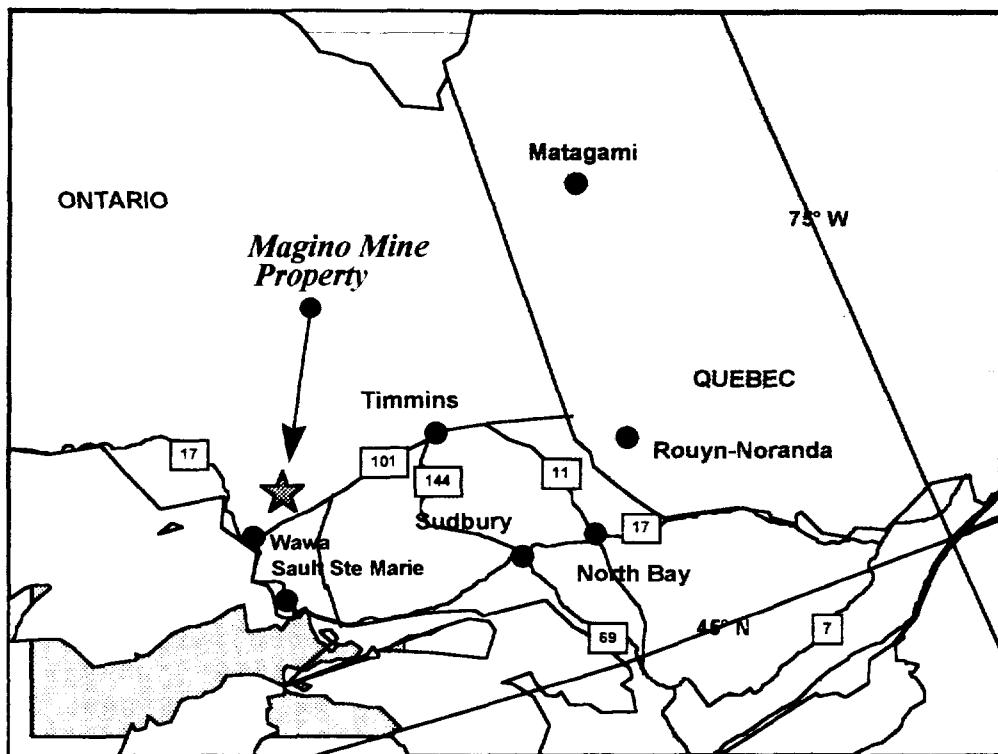 Matagami
ONTARIO
75° W
Magino Mine
Property
QUEBEC
Timmins
Rouyn-Noranda
17
101
144
11
Sudbury
17
Wawa
North Bay
Sault Ste Marie
69
45° N
7